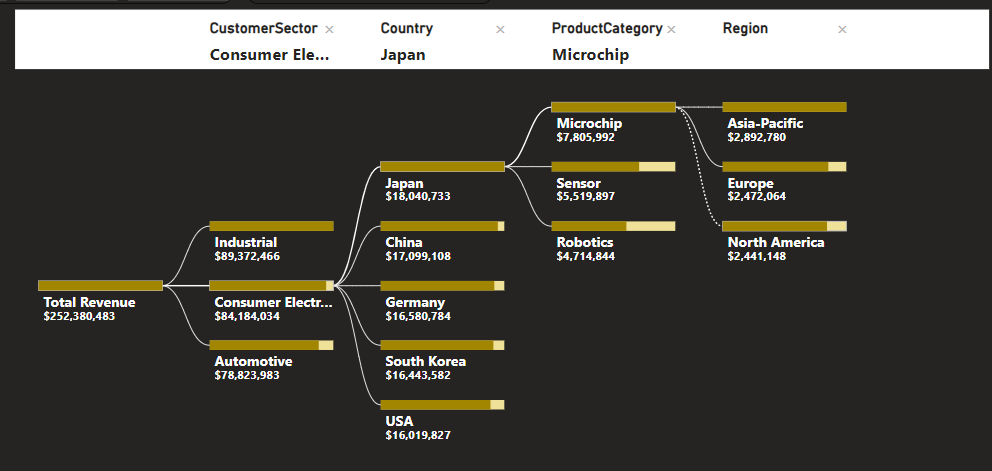 CustomerSector
Country
ProductCategory
Region
Consumer Ele...
Japan
Microchip
Total Revenue
$252,380,483
Industrial
$89,372,466
Consumer Electr...
$84,184,034
Automotive
$78,823,983
Japan
$18,040,733
China
$17,099,108
Germany
$16,580,784
South Korea
$16,443,582
USA
$16,019,827
Microchip
$7,805,992
Sensor
$5,519,897
Robotics
$4,714,844
Asia-Pacific
$2,892,780
Europe
$2,472,064
North America
$2,441,148